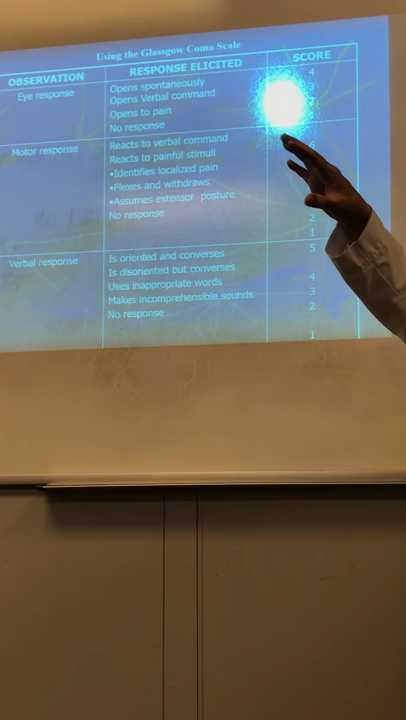 Using the Glasgow Coma Scale
OBSERVATION RESPONSE ELICITED SCORE
Eye response Opens spontaneously 4
Opens Verbal command
Opens to pain
No response
Motor response Reacts to verbal command 6
Reacts to painful stimuli
•Identifies localized pain
•Flexes and withdraws
•Assumes extensor posture
No response 2
1
Verbal response Is oriented and converses 5
Is disoriented but converses
Uses inappropriate words 4
Makes incomprehensible sounds 3
No response 2
1